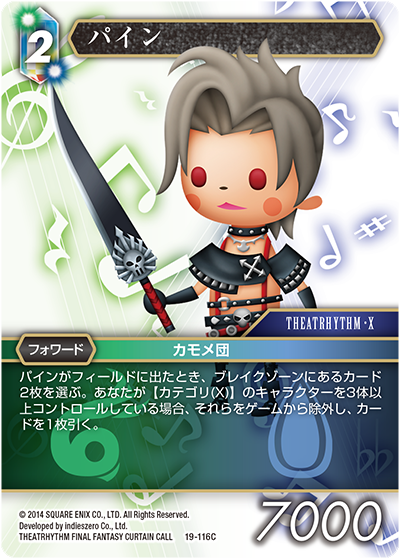 2
パイン
THEATRHYTHM・X
フォワード
カモメ団
パインがフィールドに出たとき、ブレイクゾーンにあるカード
2枚を選ぶ。あなたが【カテゴリ(X)】のキャラクターを3体以
上コントロールしている場合、それらをゲームから除外し、カー
ドを1枚引く。
© 2014 SQUARE ENIX CO., LTD. All Rights Reserved.
Developed by indieszero Co., Ltd.
THEATRHYTHM FINAL FANTASY CURTAIN CALL 19-116C
7000